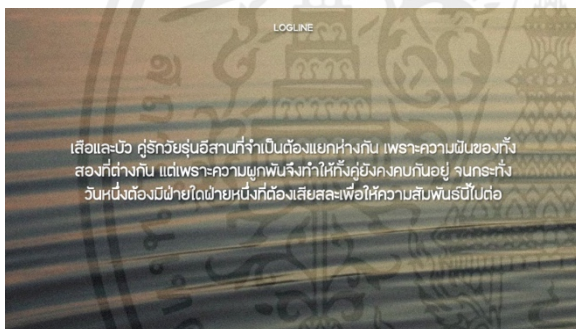 LOGLINE
เสือและบัว คู่รักวัยรุ่นอีสานที่จำเป็นต้องแยกห่างกัน เพราะความฝันของทั้ง
สองที่ต่างกัน แต่เพราะความผูกพันจึงทำให้ทั้งคู่ยังคงคบกันอยู่ จนกระทั่ง
วันหนึ่งต้องมีฝ่ายใดฝ่ายหนึ่งที่ต้องเสียสละเพื่อให้ความสัมพันธ์นี้ไปต่อ